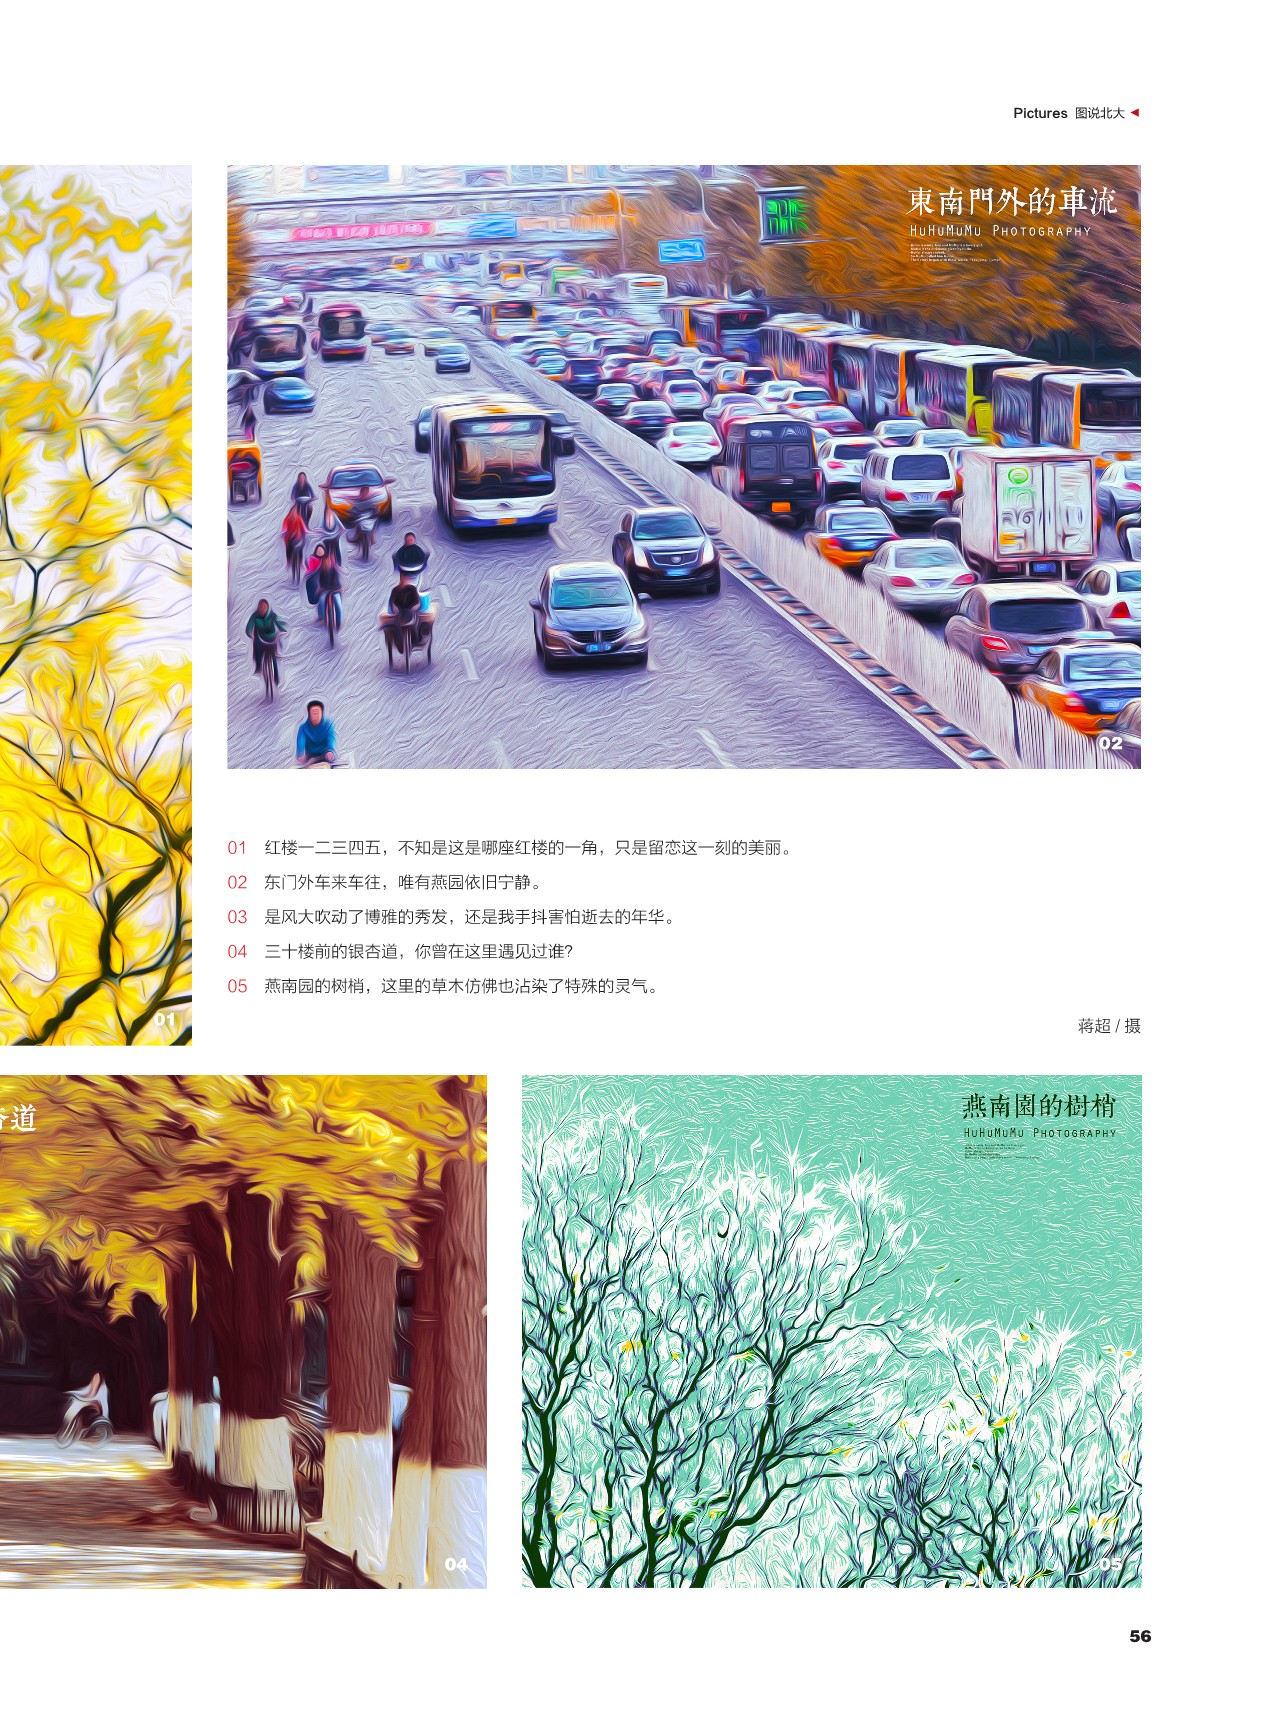 Pictures 图说北大
東南門外的車流
HUHUMUMU PHOTOGRAPHY
02
01 红楼一二三四五，不知是这是哪座红楼的一角，只是留恋这一刻的美丽。
02 东门外车来车往，唯有燕园依旧宁静。
03 是风大吹动了博雅的秀发，还是我手抖害怕逝去的年华。
04 三十楼前的银杏道，你曾在这里遇见过谁？
05 燕南园的树梢，这里的草木仿佛也沾染了特殊的灵气。
01
蒋超 / 摄
杏道
燕南園的樹梢
HUHUMUMU PHOTOGRAPHY
04
05
56